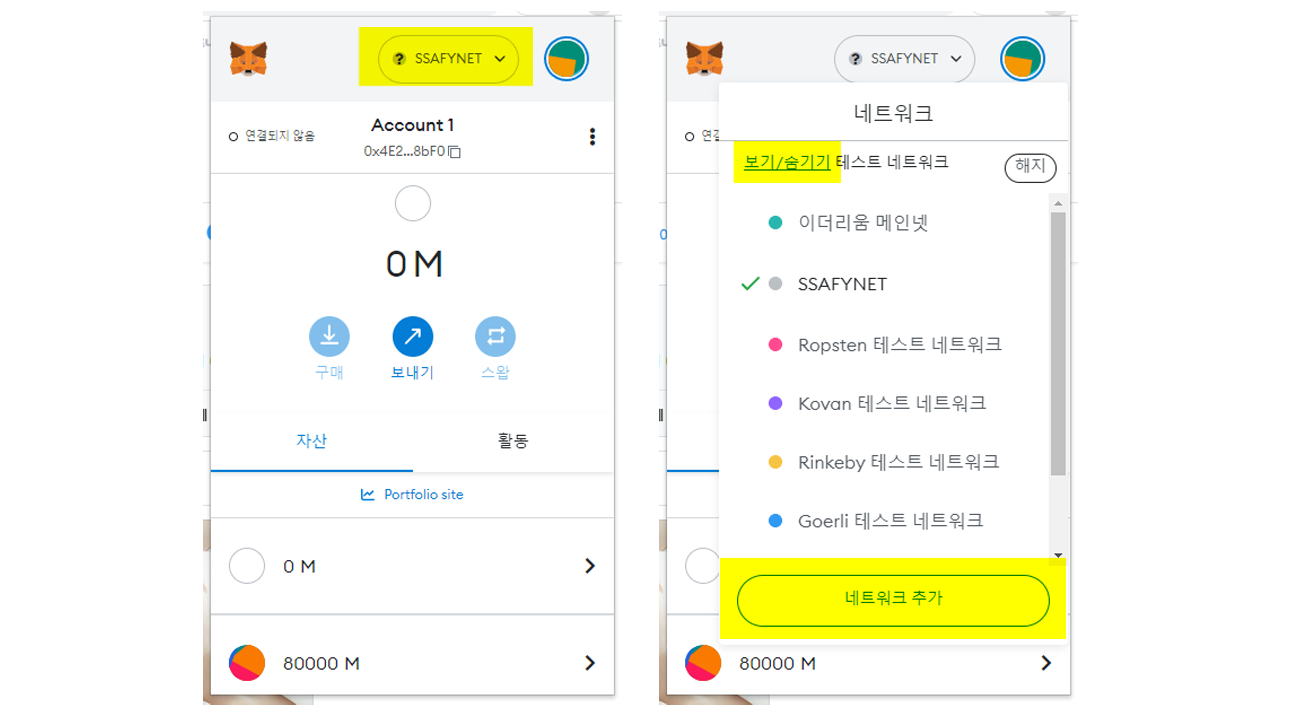 SSAFYNET
연결되지 않음
Account 1
0x4E2...8bF0
0 M
구매
보내기
스왑
자산
활동
Portfolio site
0 M
80000 M
SSAFYNET
네트워크
보기/숨기기 테스트 네트워크
해지
이더리움 메인넷
SSAFYNET
Ropsten 테스트 네트워크
Kovan 테스트 네트워크
Rinkeby 테스트 네트워크
Goerli 테스트 네트워크
네트워크 추가
80000 M